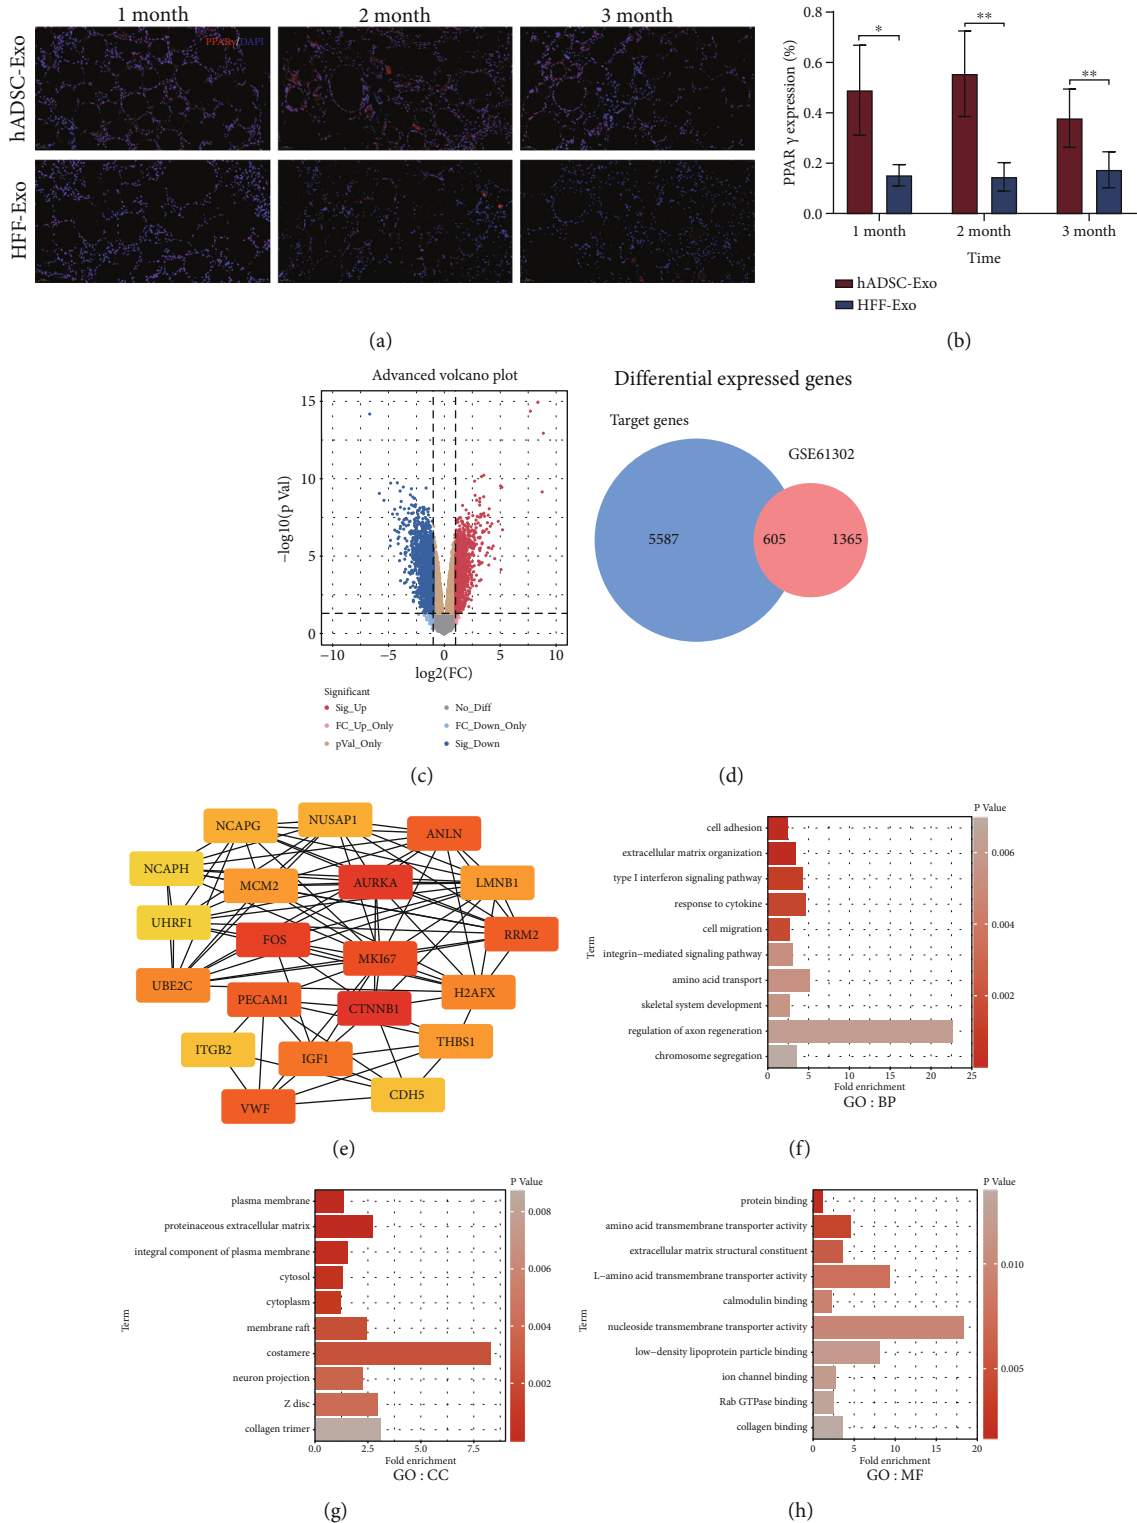 1 month
2 month
3 month
hADSC-Exo
HFF-Exo
PPARγ/DAPI
(a)
PPAR γ expression (%)
0.8
0.6
0.4
0.2
0.0
*
**
**
1 month
2 month
3 month
Time
hADSC-Exo
HFF-Exo
(b)
Advanced volcano plot
−log10(p Val)
15
10
5
0
−10
−5
0
5
10
log2(FC)
Significant
Sig_Up
FC_Up_Only
pVal_Only
No_Diff
FC_Down_Only
Sig_Down
(c)
Differential expressed genes
Target genes
GSE61302
5587
605
1365
(d)
NCAPG
NUSAP1
ANLN
NCAPH
MCM2
AURKA
LMNB1
UHRF1
FOS
RRM2
MKI67
UBE2C
PECAM1
CTNNB1
H2AFX
ITGB2
IGF1
THBS1
VWF
CDH5
(e)
P Value
Term
cell adhesion
extracellular matrix organization
type I interferon signaling pathway
response to cytokine
cell migration
integrin−mediated signaling pathway
amino acid transport
skeletal system development
regulation of axon regeneration
chromosome segregation
0.006
0.004
0.002
0
5
10
15
20
25
Fold enrichment
GO : BP
(f)
P Value
Term
plasma membrane
proteinaceous extracellular matrix
integral component of plasma membrane
cytosol
cytoplasm
membrane raft
costamere
neuron projection
Z disc
collagen trimer
0.008
0.006
0.004
0.002
0.0
2.5
5.0
7.5
Fold enrichment
GO : CC
(g)
P Value
Term
protein binding
amino acid transmembrane transporter activity
extracellular matrix structural constituent
L−amino acid transmembrane transporter activity
calmodulin binding
nucleoside transmembrane transporter activity
low−density lipoprotein particle binding
ion channel binding
Rab GTPase binding
collagen binding
0.010
0.005
0
5
10
15
20
Fold enrichment
GO : MF
(h)